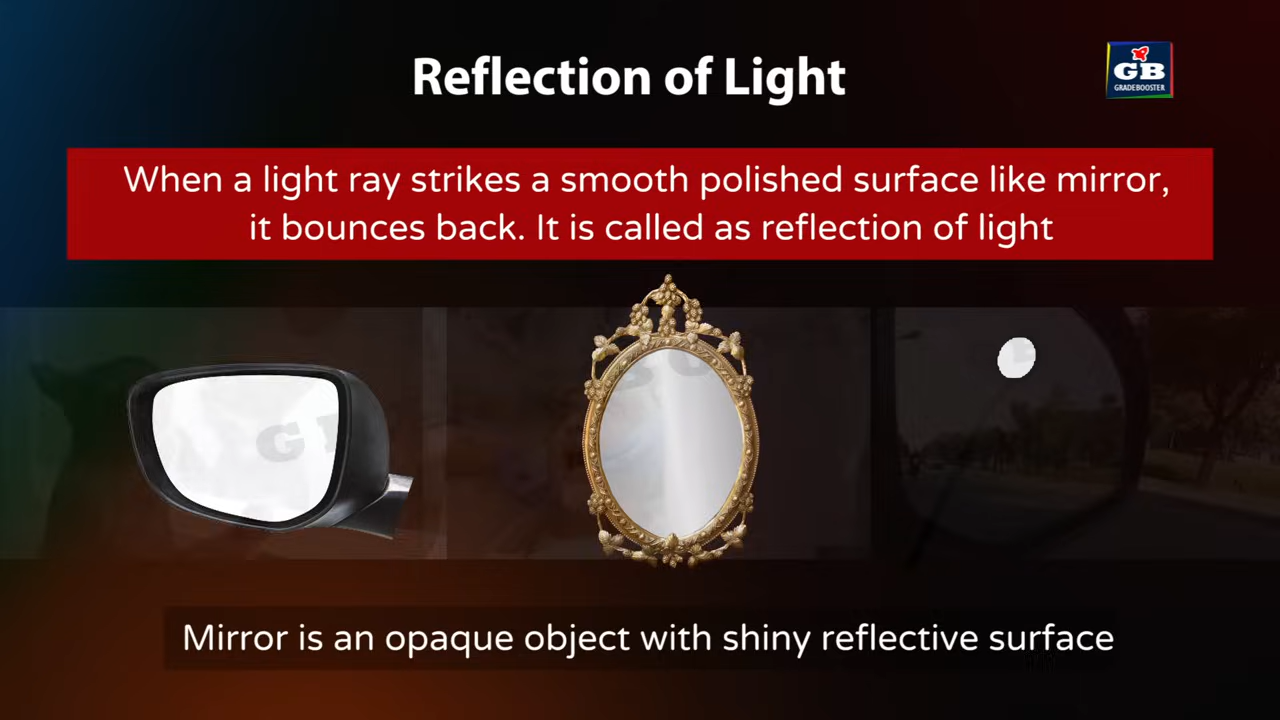 Reflection of Light
GB
GRADEBOOSTER
When a light ray strikes a smooth polished surface like mirror,
it bounces back. It is called as reflection of light
Mirror is an opaque object with shiny reflective surface